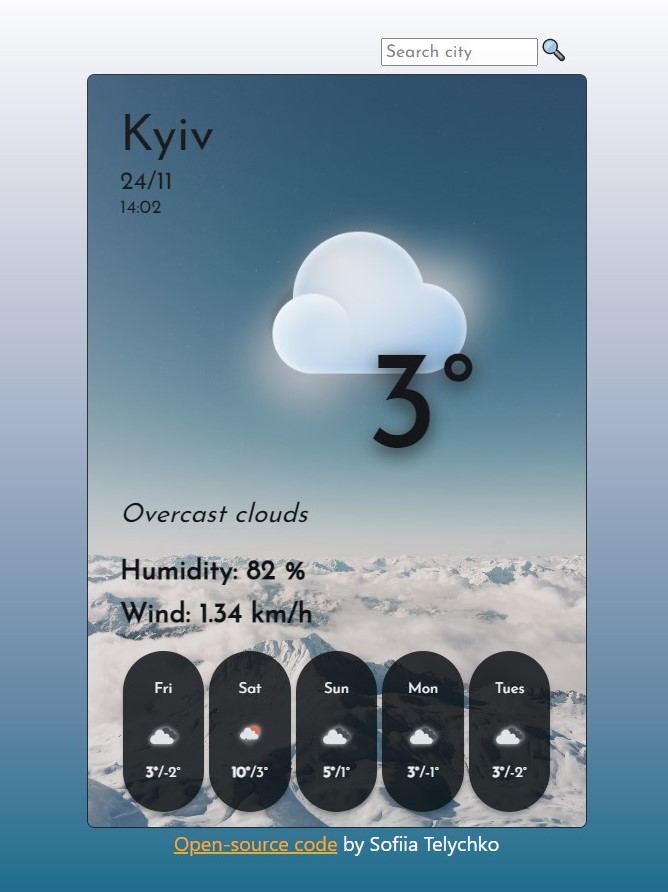 Search city
Kyiv
24/11
14:02
3°
Overcast clouds
Humidity: 82 %
Wind: 1.34 km/h
Fri Sat Sun Mon Tues
3°/-2° 10°/3° 5°/1° 3°/-1° 3°/-2°
Open-source code by Sofiia Telychko